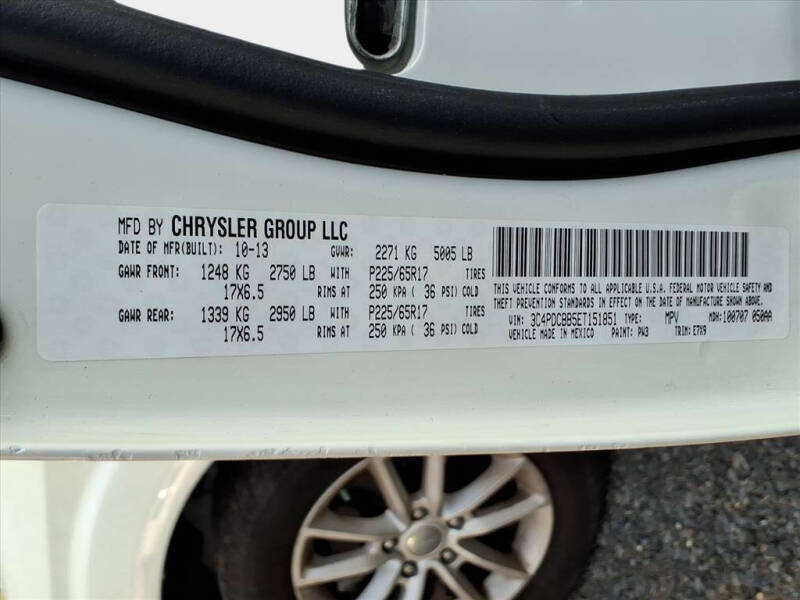 MFD BY CHRYSLER GROUP LLC
DATE OF MFR(BUILT): 10-13 GVWR: 2271 KG 5005 LB
GAWR FRONT: 1248 KG 2750 LB WITH P225/65R17 TIRES
17X6.5 RIMS AT 250 KPA ( 36 PSI) COLD
GAWR REAR: 1339 KG 2950 LB WITH P225/65R17 TIRES
17X6.5 RIMS AT 250 KPA ( 36 PSI) COLD
THIS VEHICLE CONFORMS TO ALL APPLICABLE U.S.A. FEDERAL MOTOR VEHICLE SAFETY AND
THEFT PREVENTION STANDARDS IN EFFECT ON THE DATE OF MANUFACTURE SHOWN ABOVE
VIN: 3C4PDCBB5ET151851 TYPE: MPV MDH:100707 050AA
VEHICLE MADE IN MEXICO PAINT: PW3 TRIM: E7X9